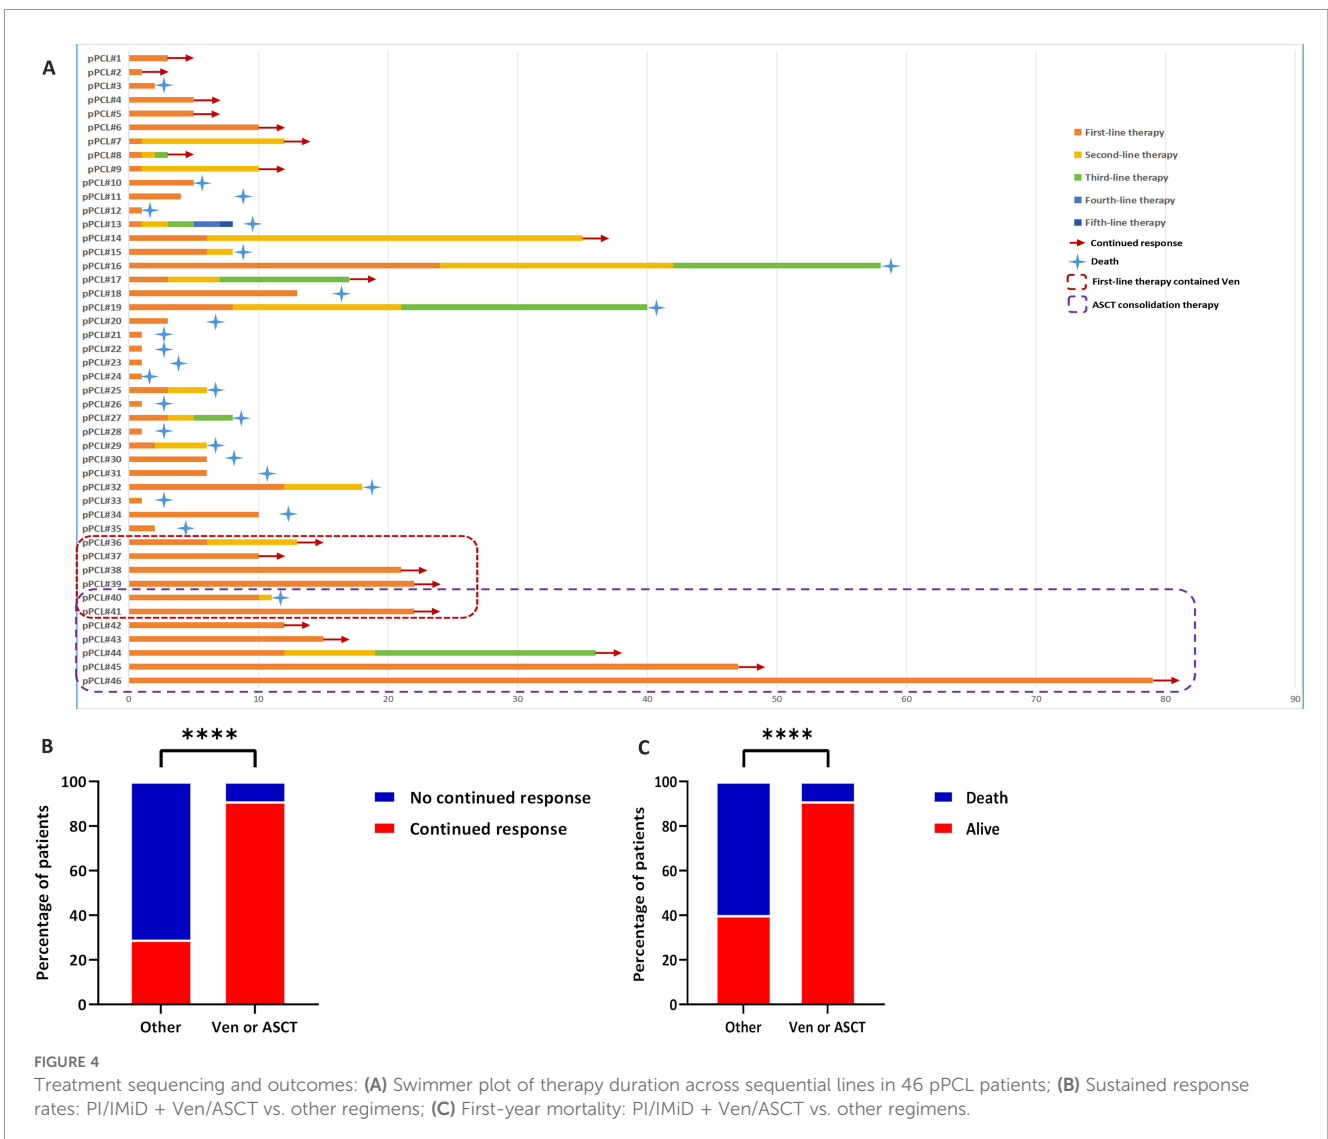 A
pPCL#1
pPCL#2
pPCL#3
pPCL#4
pPCL#5
pPCL#6
pPCL#7
pPCL#8
pPCL#9
pPCL#10
pPCL#11
pPCL#12
pPCL#13
pPCL#14
pPCL#15
pPCL#16
pPCL#17
pPCL#18
pPCL#19
pPCL#20
pPCL#21
pPCL#22
pPCL#23
pPCL#24
pPCL#25
pPCL#26
pPCL#27
pPCL#28
pPCL#29
pPCL#30
pPCL#31
pPCL#32
pPCL#33
pPCL#34
pPCL#35
pPCL#36
pPCL#37
pPCL#38
pPCL#39
pPCL#40
pPCL#41
pPCL#42
pPCL#43
pPCL#44
pPCL#45
pPCL#46
0 10 20 30 40 50 60 70 80 90
First-line therapy
Second-line therapy
Third-line therapy
Fourth-line therapy
Fifth-line therapy
Continued response
Death
First-line therapy contained Ven
ASCT consolidation therapy
B
****
Percentage of patients
100
80
60
40
20
0
Other Ven or ASCT
No continued response
Continued response
C
****
Percentage of patients
100
80
60
40
20
0
Other Ven or ASCT
Death
Alive
FIGURE 4
Treatment sequencing and outcomes: (A) Swimmer plot of therapy duration across sequential lines in 46 pPCL patients; (B) Sustained response
rates: PI/IMiD + Ven/ASCT vs. other regimens; (C) First-year mortality: PI/IMiD + Ven/ASCT vs. other regimens.